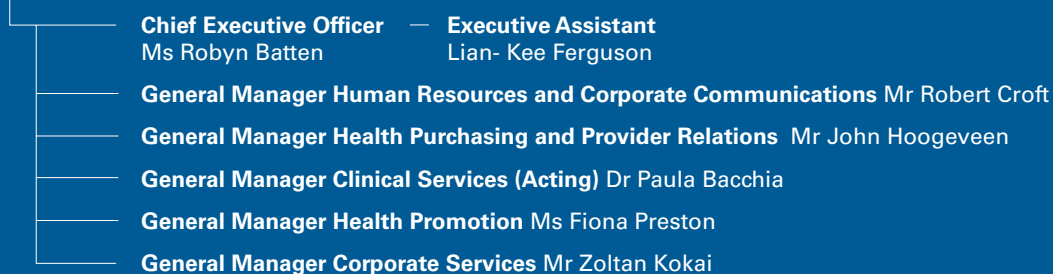 Chief Executive Officer — Executive Assistant
Ms Robyn Batten Lian- Kee Ferguson
General Manager Human Resources and Corporate Communications Mr Robert Croft
General Manager Health Purchasing and Provider Relations Mr John Hoogeveen
General Manager Clinical Services (Acting) Dr Paula Bacchia
General Manager Health Promotion Ms Fiona Preston
General Manager Corporate Services Mr Zoltan Kokai